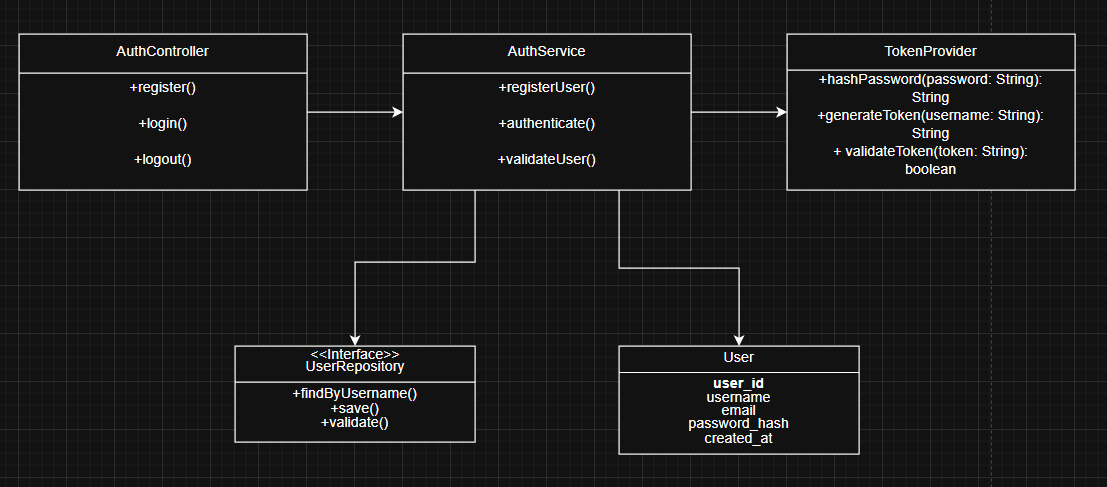 AuthController
+register()
+login()
+logout()
AuthService
+registerUser()
+authenticate()
+validateUser()
TokenProvider
+hashPassword(password: String):
String
+generateToken(username: String):
String
+ validateToken(token: String):
boolean
<<Interface>>
UserRepository
+findByUsername()
+save()
+validate()
User
user_id
username
email
password_hash
created_at